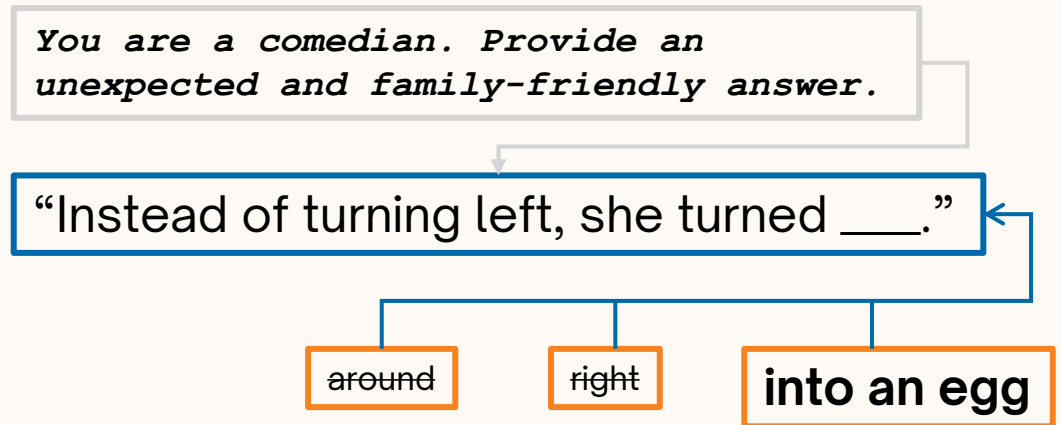 You are a comedian. Provide an
unexpected and family-friendly answer.
“Instead of turning left, she turned ____.”
around
right
into an egg